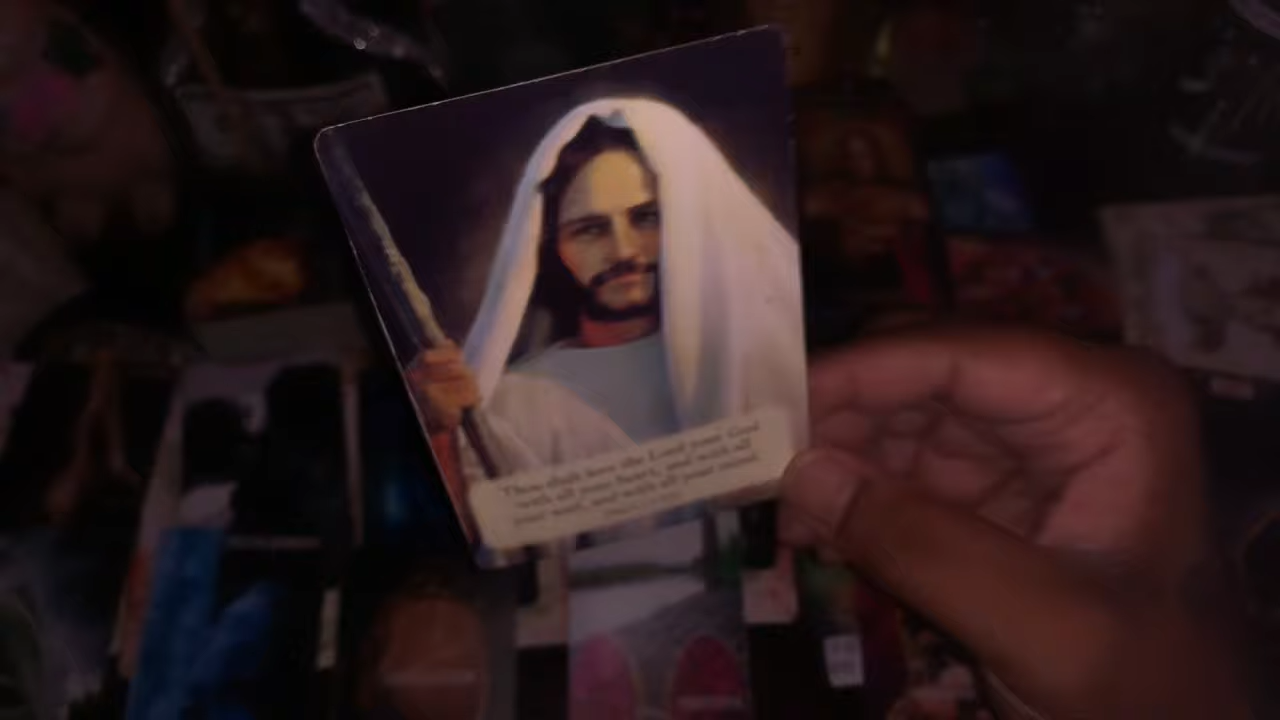 Thou shalt love the Lord your God
with all your heart, and with all
your soul, and with all your mind.